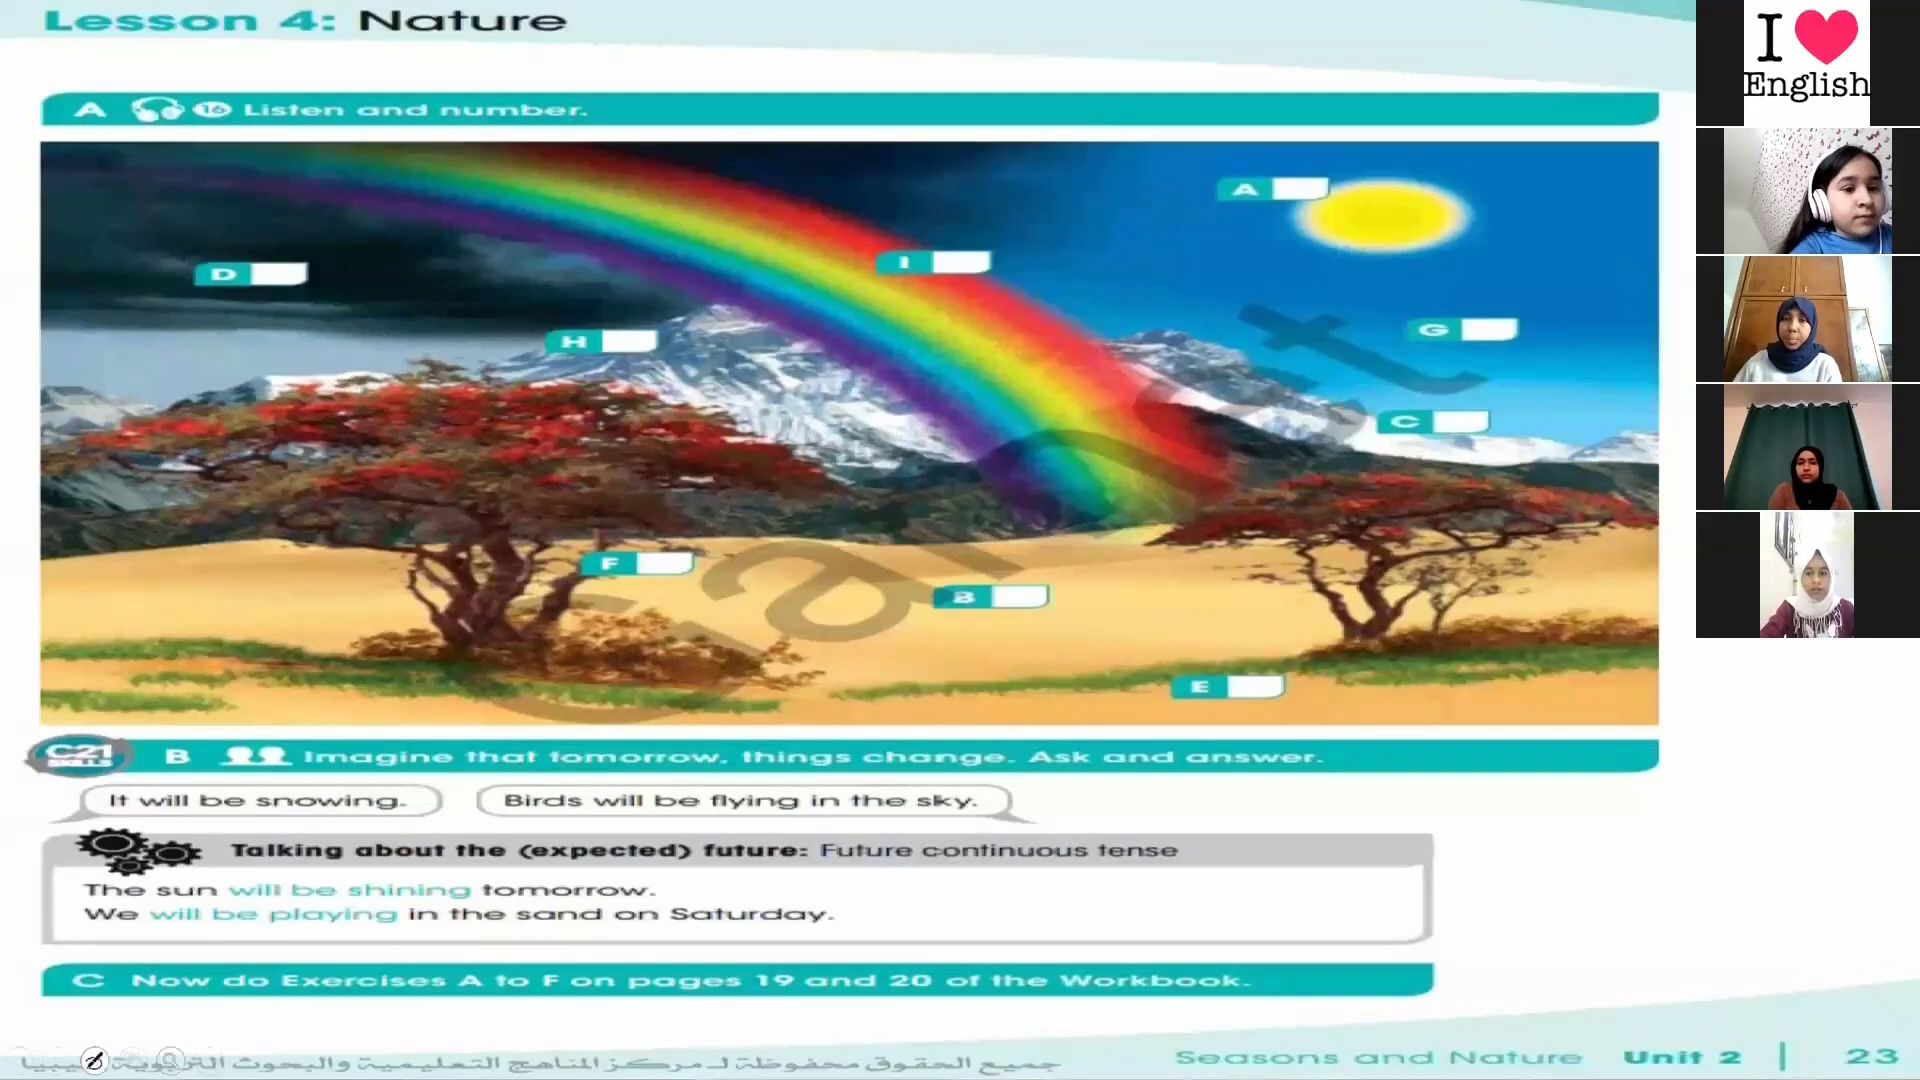 Lesson 4: Nature
I ❤
English
A 16 Listen and number.
A
I
D
G
H
C
F
B
E
C21
SKILLS
B Imagine that tomorrow, things change. Ask and answer.
It will be snowing.
Birds will be flying in the sky.
Talking about the (expected) future: Future continuous tense
The sun will be shining tomorrow.
We will be playing in the sand on Saturday.
C Now do Exercises A to F on pages 19 and 20 of the Workbook.
جميع الحقوق محفوظة لـ مركز المناهج التعليمية والبحوث التربوية
Seasons and Nature Unit 2 | 23